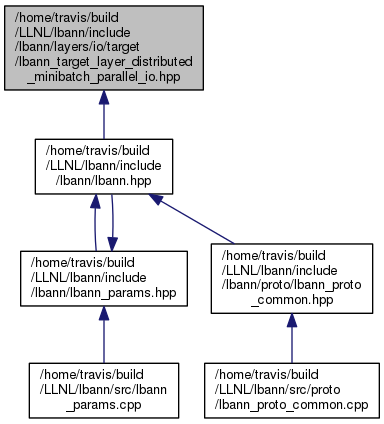 /home/travis/build
/LLNL/lbann/include
/lbann/layers/io/target
/lbann_target_layer_distributed
_minibatch_parallel_io.hpp
/home/travis/build
/LLNL/lbann/include
/lbann/lbann.hpp
/home/travis/build
/LLNL/lbann/include
/lbann/lbann_params.hpp
/home/travis/build
/LLNL/lbann/include
/lbann/proto/lbann_proto
_common.hpp
/home/travis/build
/LLNL/lbann/src/lbann
_params.cpp
/home/travis/build
/LLNL/lbann/src/proto
/lbann_proto_common.cpp